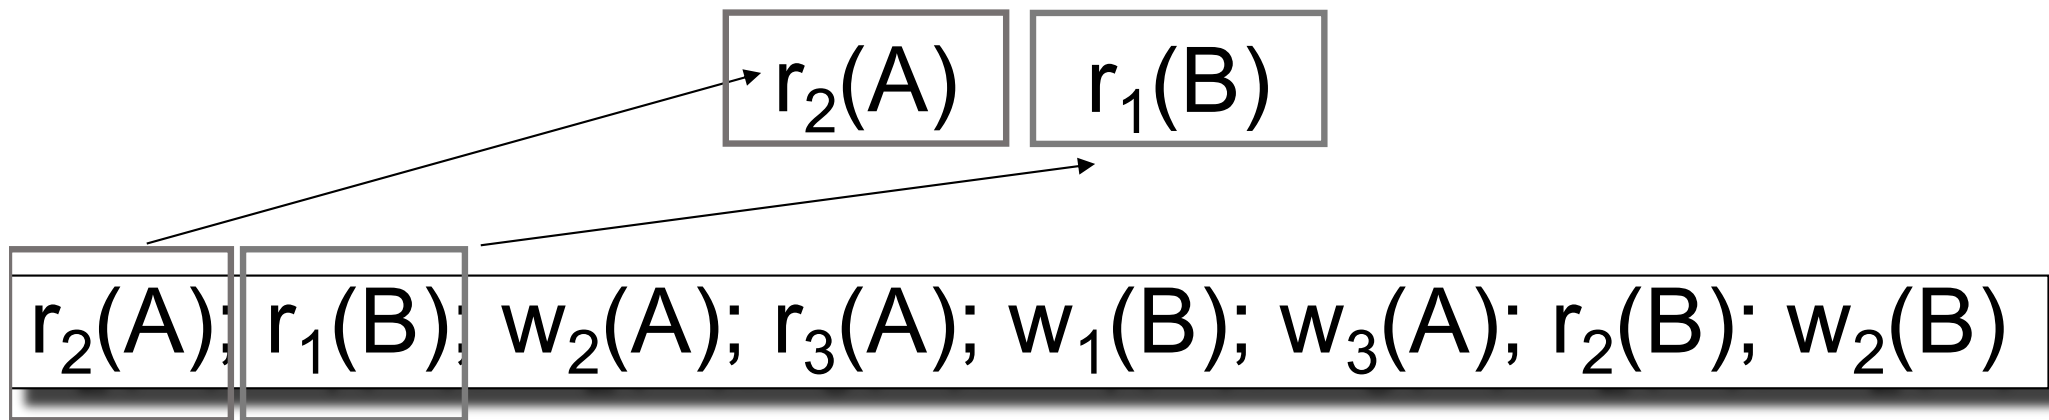 r₂(A) r₁(B)
r₂(A); r₁(B); w₂(A); r₃(A); w₁(B); w₃(A); r₂(B); w₂(B)